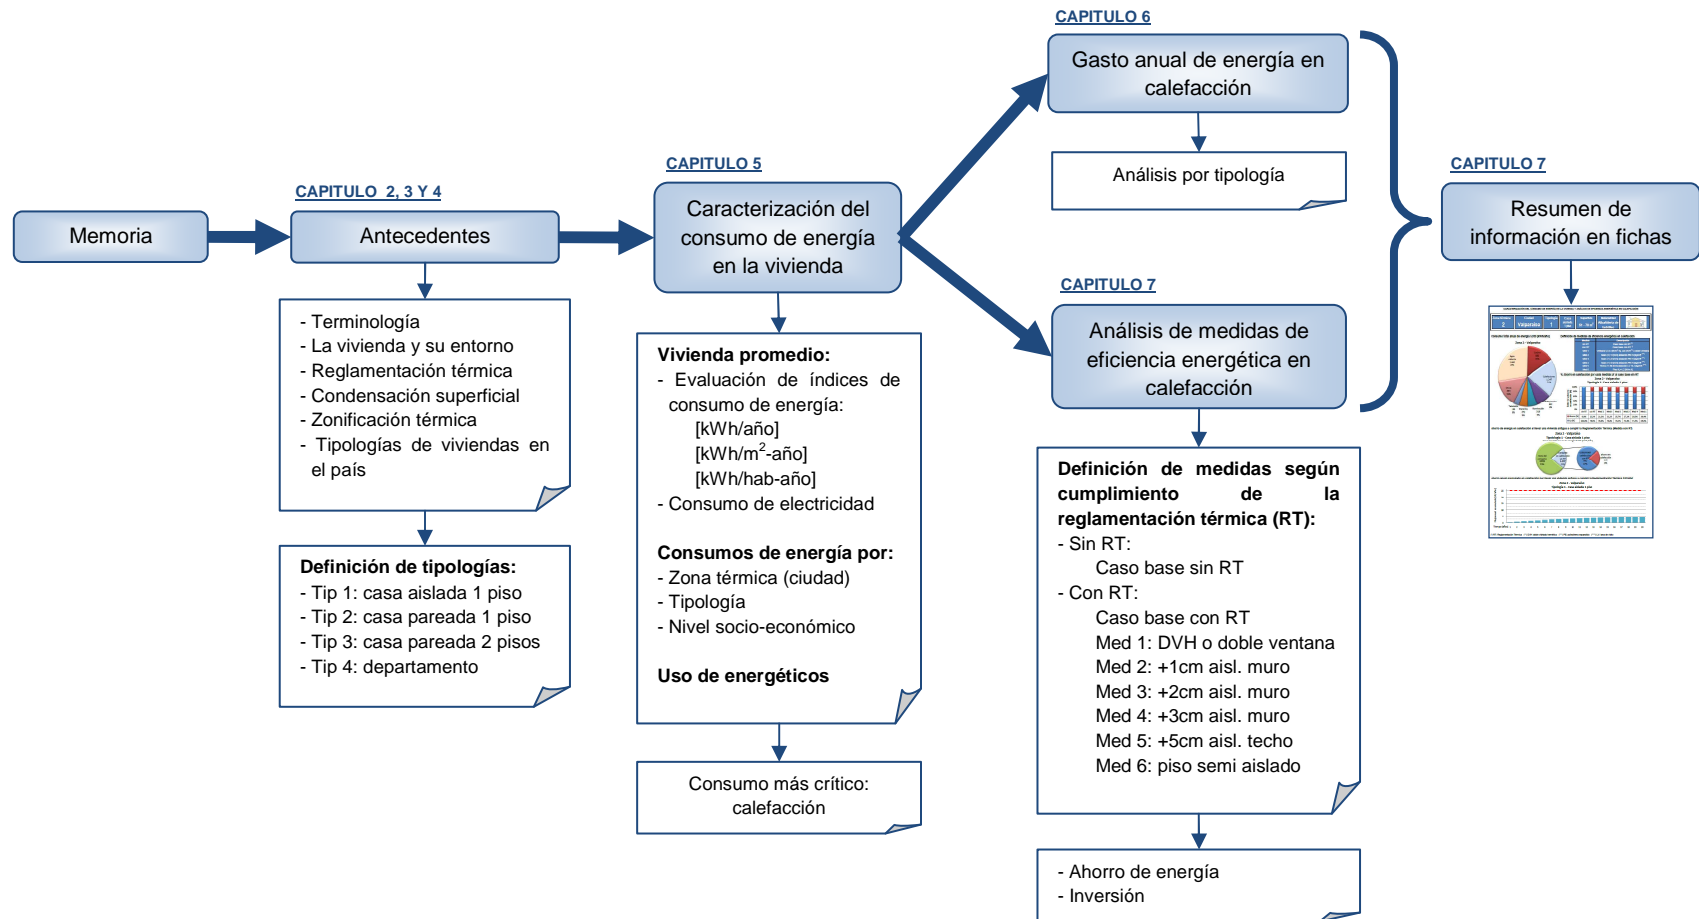 CAPITULO 6
Gasto anual de energía en
calefacción
Análisis por tipología
CAPITULO 5
Caracterización del
consumo de energía
en la vivienda
CAPITULO 2, 3 Y 4
Memoria
Antecedentes
CAPITULO 7
Resumen de
información en fichas
CAPITULO 7
Análisis de medidas de
eficiencia energética en
calefacción
- Terminología
- La vivienda y su entorno
- Reglamentación térmica
- Condensación superficial
- Zonificación térmica
- Tipologías de viviendas en
el país
Definición de tipologías:
- Tip 1: casa aislada 1 piso
- Tip 2: casa pareada 1 piso
- Tip 3: casa pareada 2 pisos
- Tip 4: departamento
Vivienda promedio:
- Evaluación de índices de
consumo de energía:
[kWh/año]
[kWh/m²-año]
[kWh/hab-año]
- Consumo de electricidad
Consumos de energía por:
- Zona térmica (ciudad)
- Tipología
- Nivel socio-económico
Uso de energéticos
Consumo más crítico:
calefacción
Definición de medidas según
cumplimiento de la
reglamentación térmica (RT):
- Sin RT:
Caso base sin RT
- Con RT:
Caso base con RT
Med 1: DVH o doble ventana
Med 2: +1cm aisl. muro
Med 3: +2cm aisl. muro
Med 4: +3cm aisl. muro
Med 5: +5cm aisl. techo
Med 6: piso semi aislado
- Ahorro de energía
- Inversión
2
Valparaíso
1